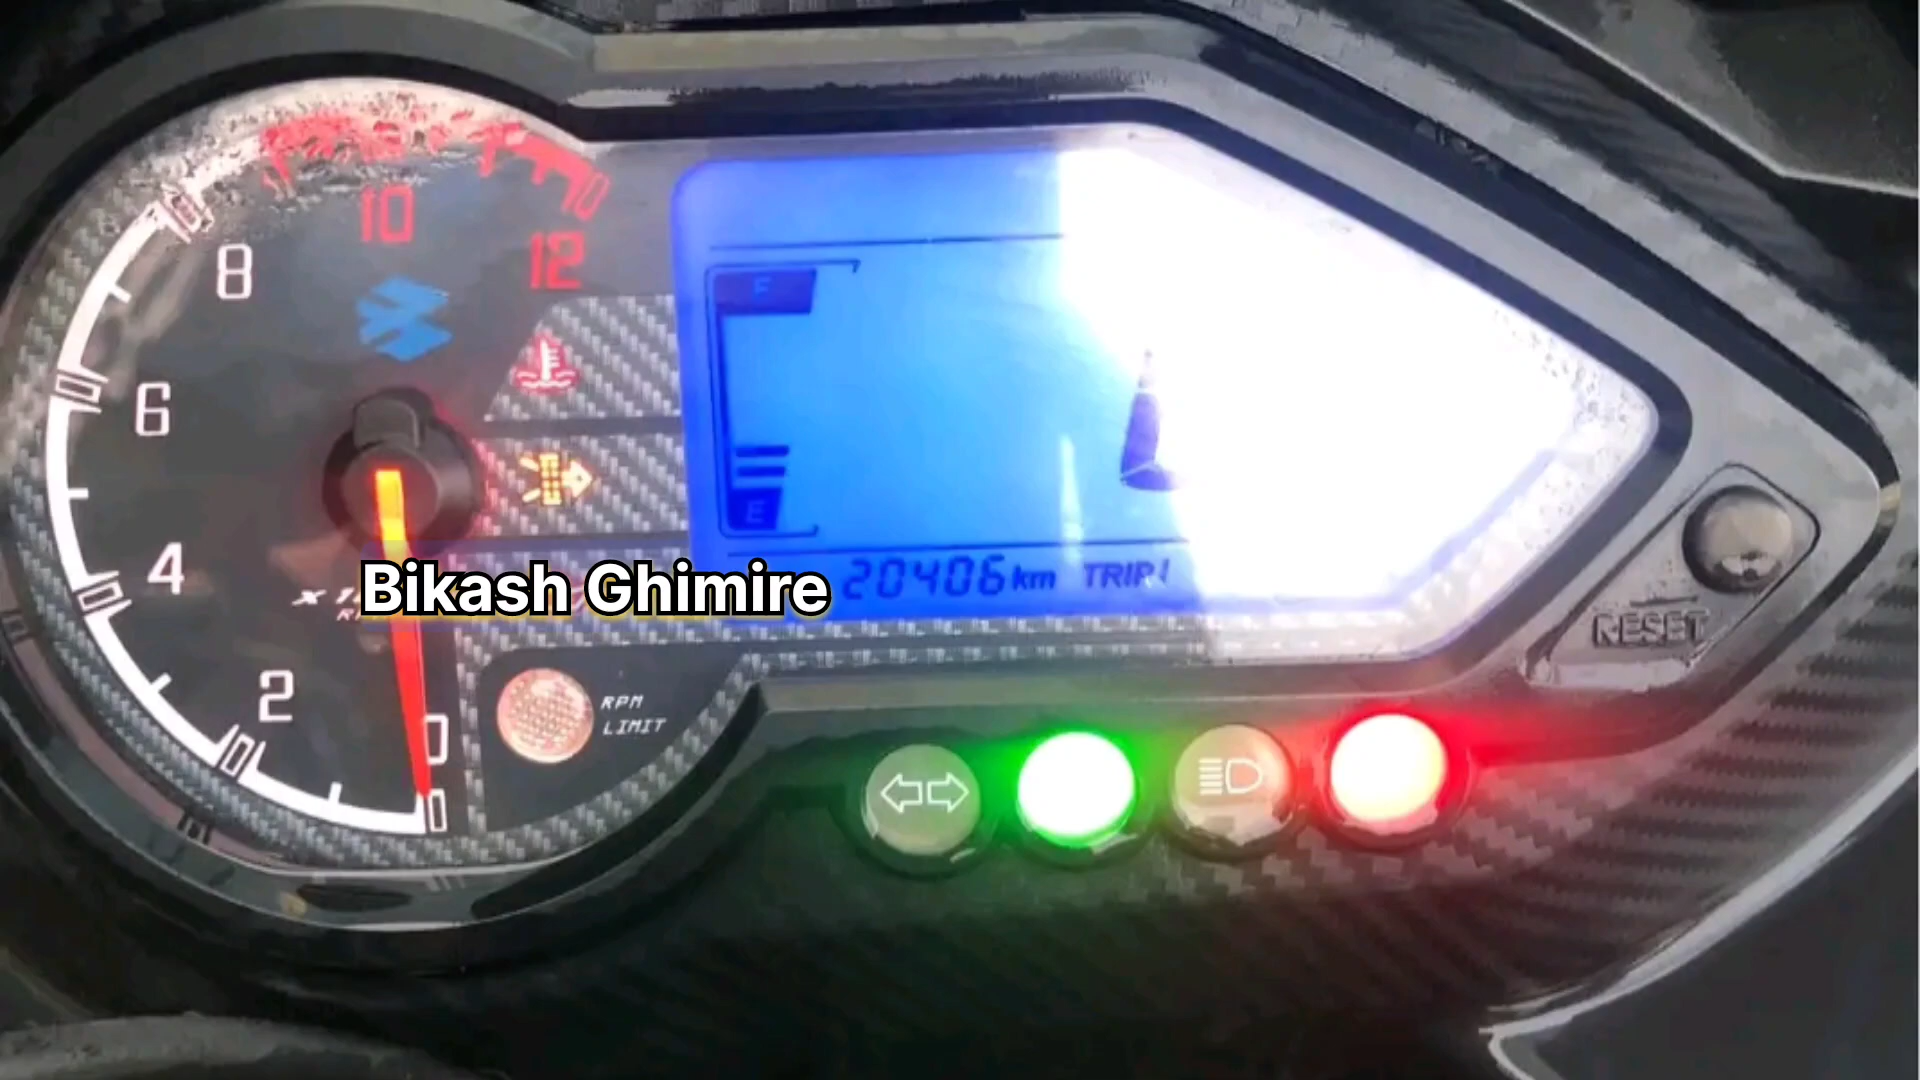 10
12
8
6
4
2
0
F
E
Bikash Ghimire
20406 km TRIP
RPM
LIMIT
RESET